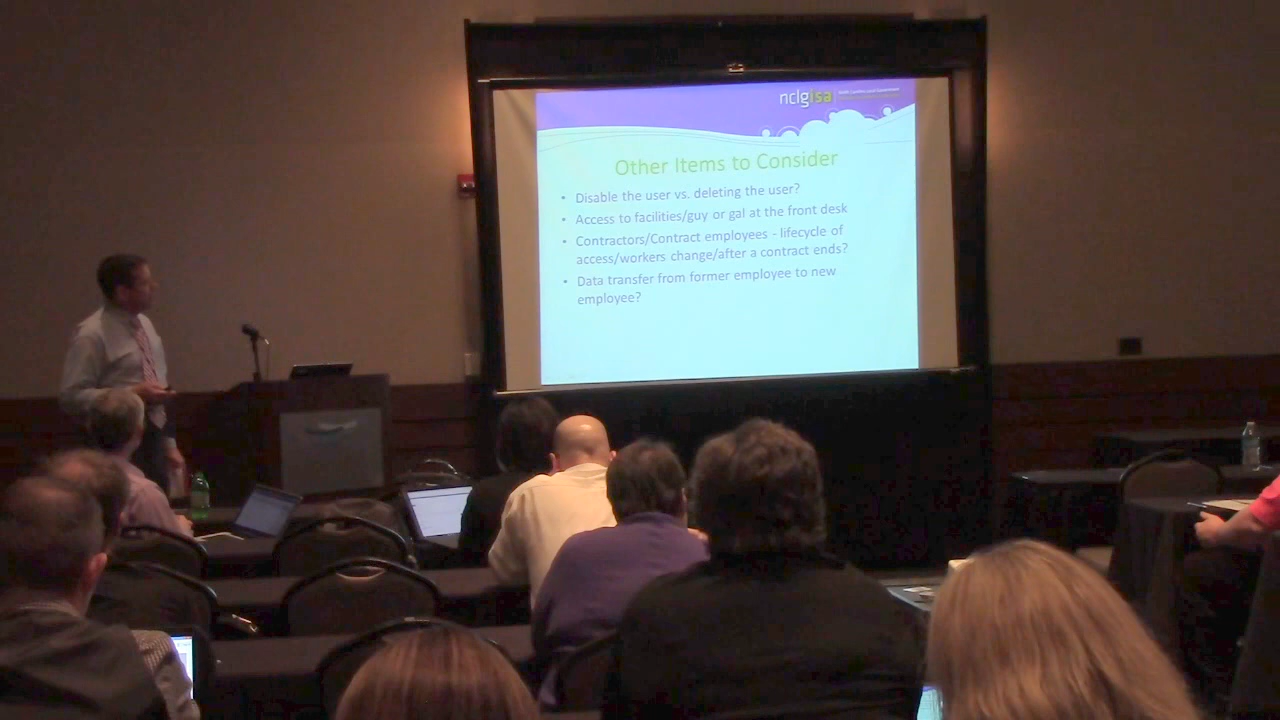 nclgisa
Other Items to Consider
• Disable the user vs. deleting the user?
• Access to facilities/guy or gal at the front desk
• Contractors/Contract employees - lifecycle of
access/workers change/after a contract ends?
• Data transfer from former employee to new
employee?